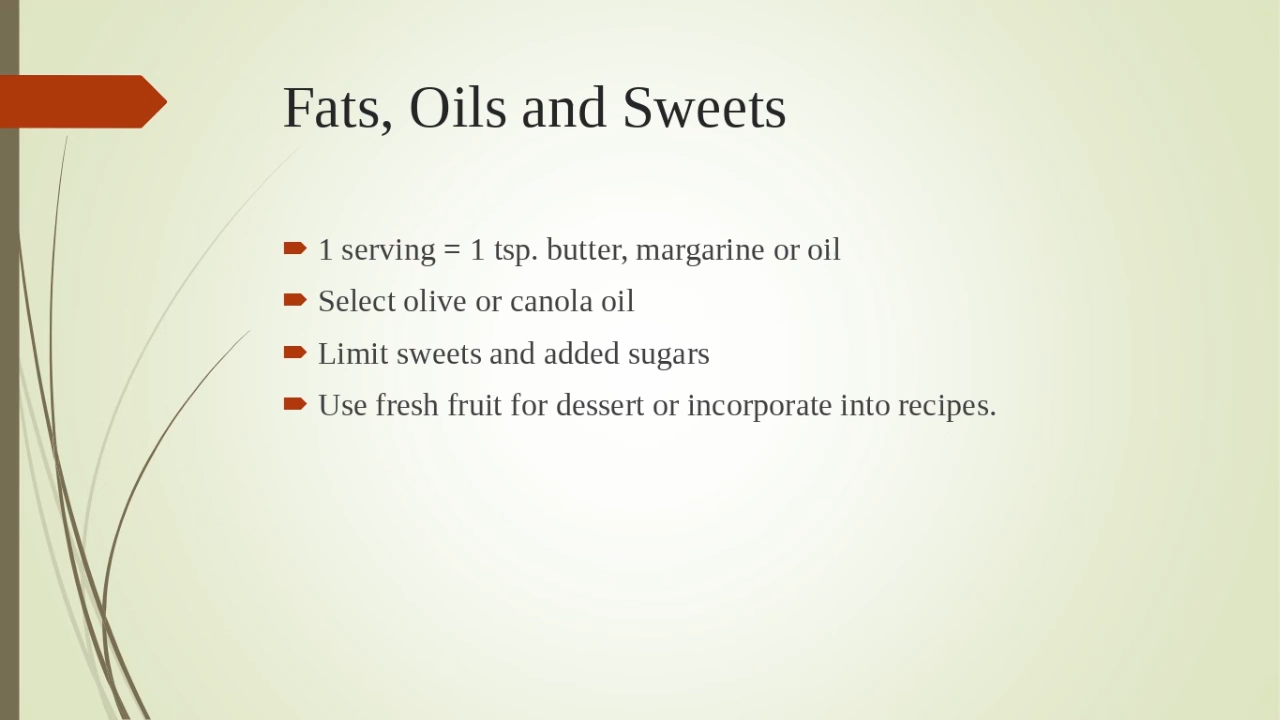 Fats, Oils and Sweets
1 serving = 1 tsp. butter, margarine or oil
Select olive or canola oil
Limit sweets and added sugars
Use fresh fruit for dessert or incorporate into recipes.